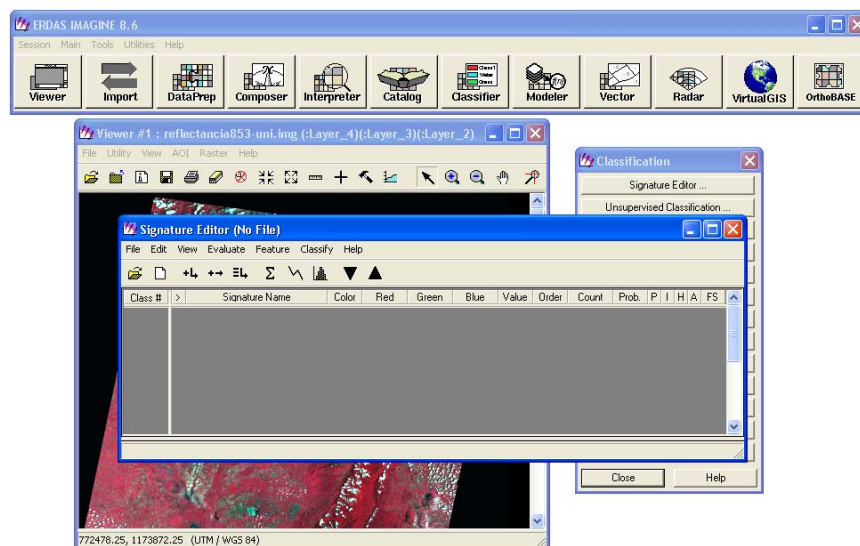 ERDAS IMAGINE 8.6
Session Main Tools Utilities Help
Viewer Import DataPrep Composer Interpreter Catalog Classifier Modeler Vector Radar VirtualGIS OrthoBASE
Viewer #1 : reflectancia853-uni.img (:Layer_4)(:Layer_3)(:Layer_2)
File Utility View AOI Raster Help
Classification
Signature Editor ...
Unsupervised Classification ...
Signature Editor (No File)
File Edit View Evaluate Feature Classify Help
Class # > Signature Name Color Red Green Blue Value Order Count Prob. P I H A FS
Close Help
772478.25, 1173872.25 (UTM / WGS 84)